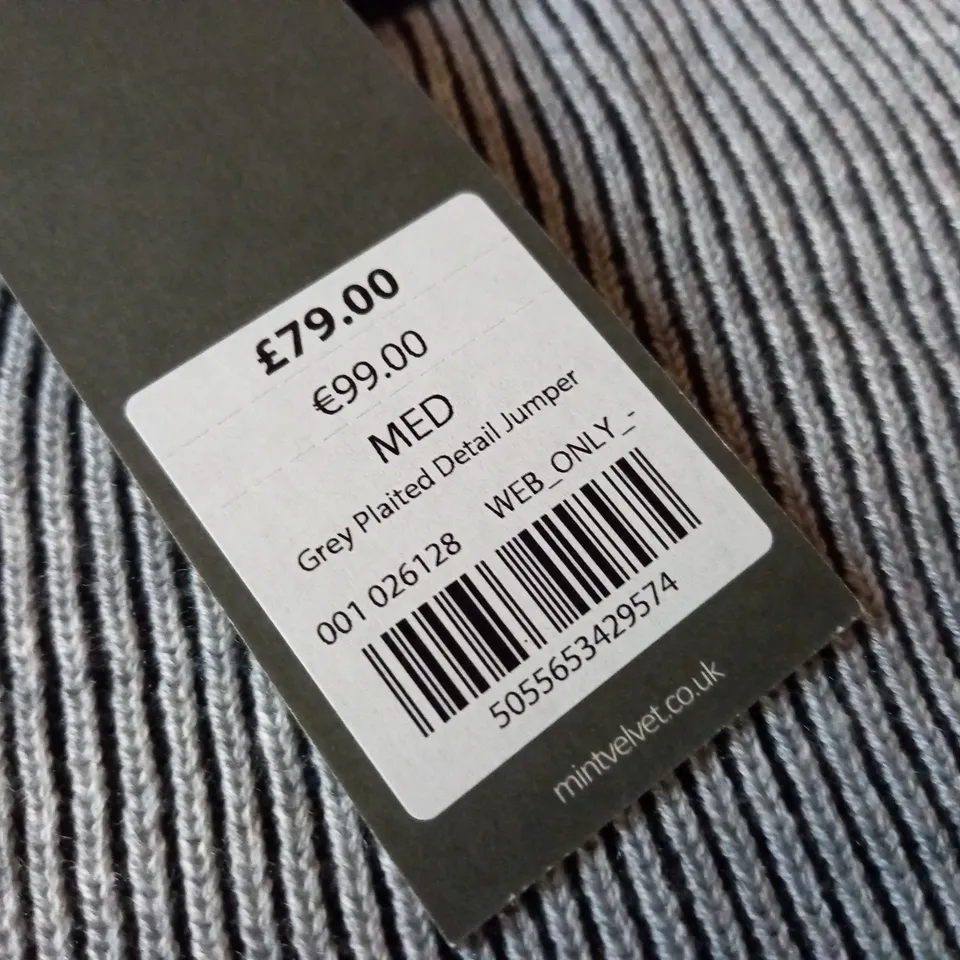 £79.00
€99.00
MED
Grey Plaited Detail Jumper
001 026128 WEB_ONLY_-
5055653429574
mintvelvet.co.uk